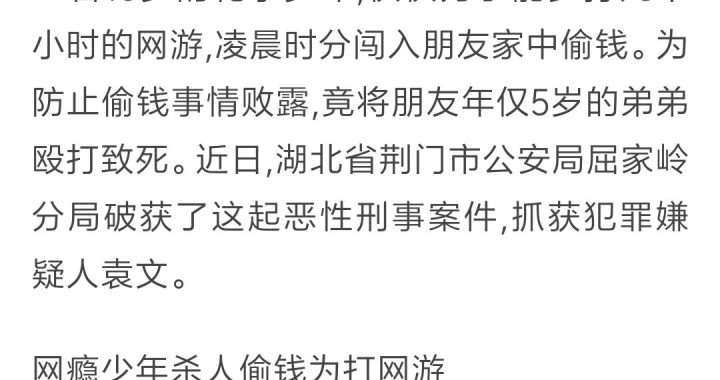 小时的网游,凌晨时分闯入朋友家中偷钱。为
防止偷钱事情败露,竟将朋友年仅5岁的弟弟
殴打致死。近日,湖北省荆门市公安局屈家岭
分局破获了这起恶性刑事案件,抓获犯罪嫌
疑人袁文。
网瘾少年杀人偷钱为打网游